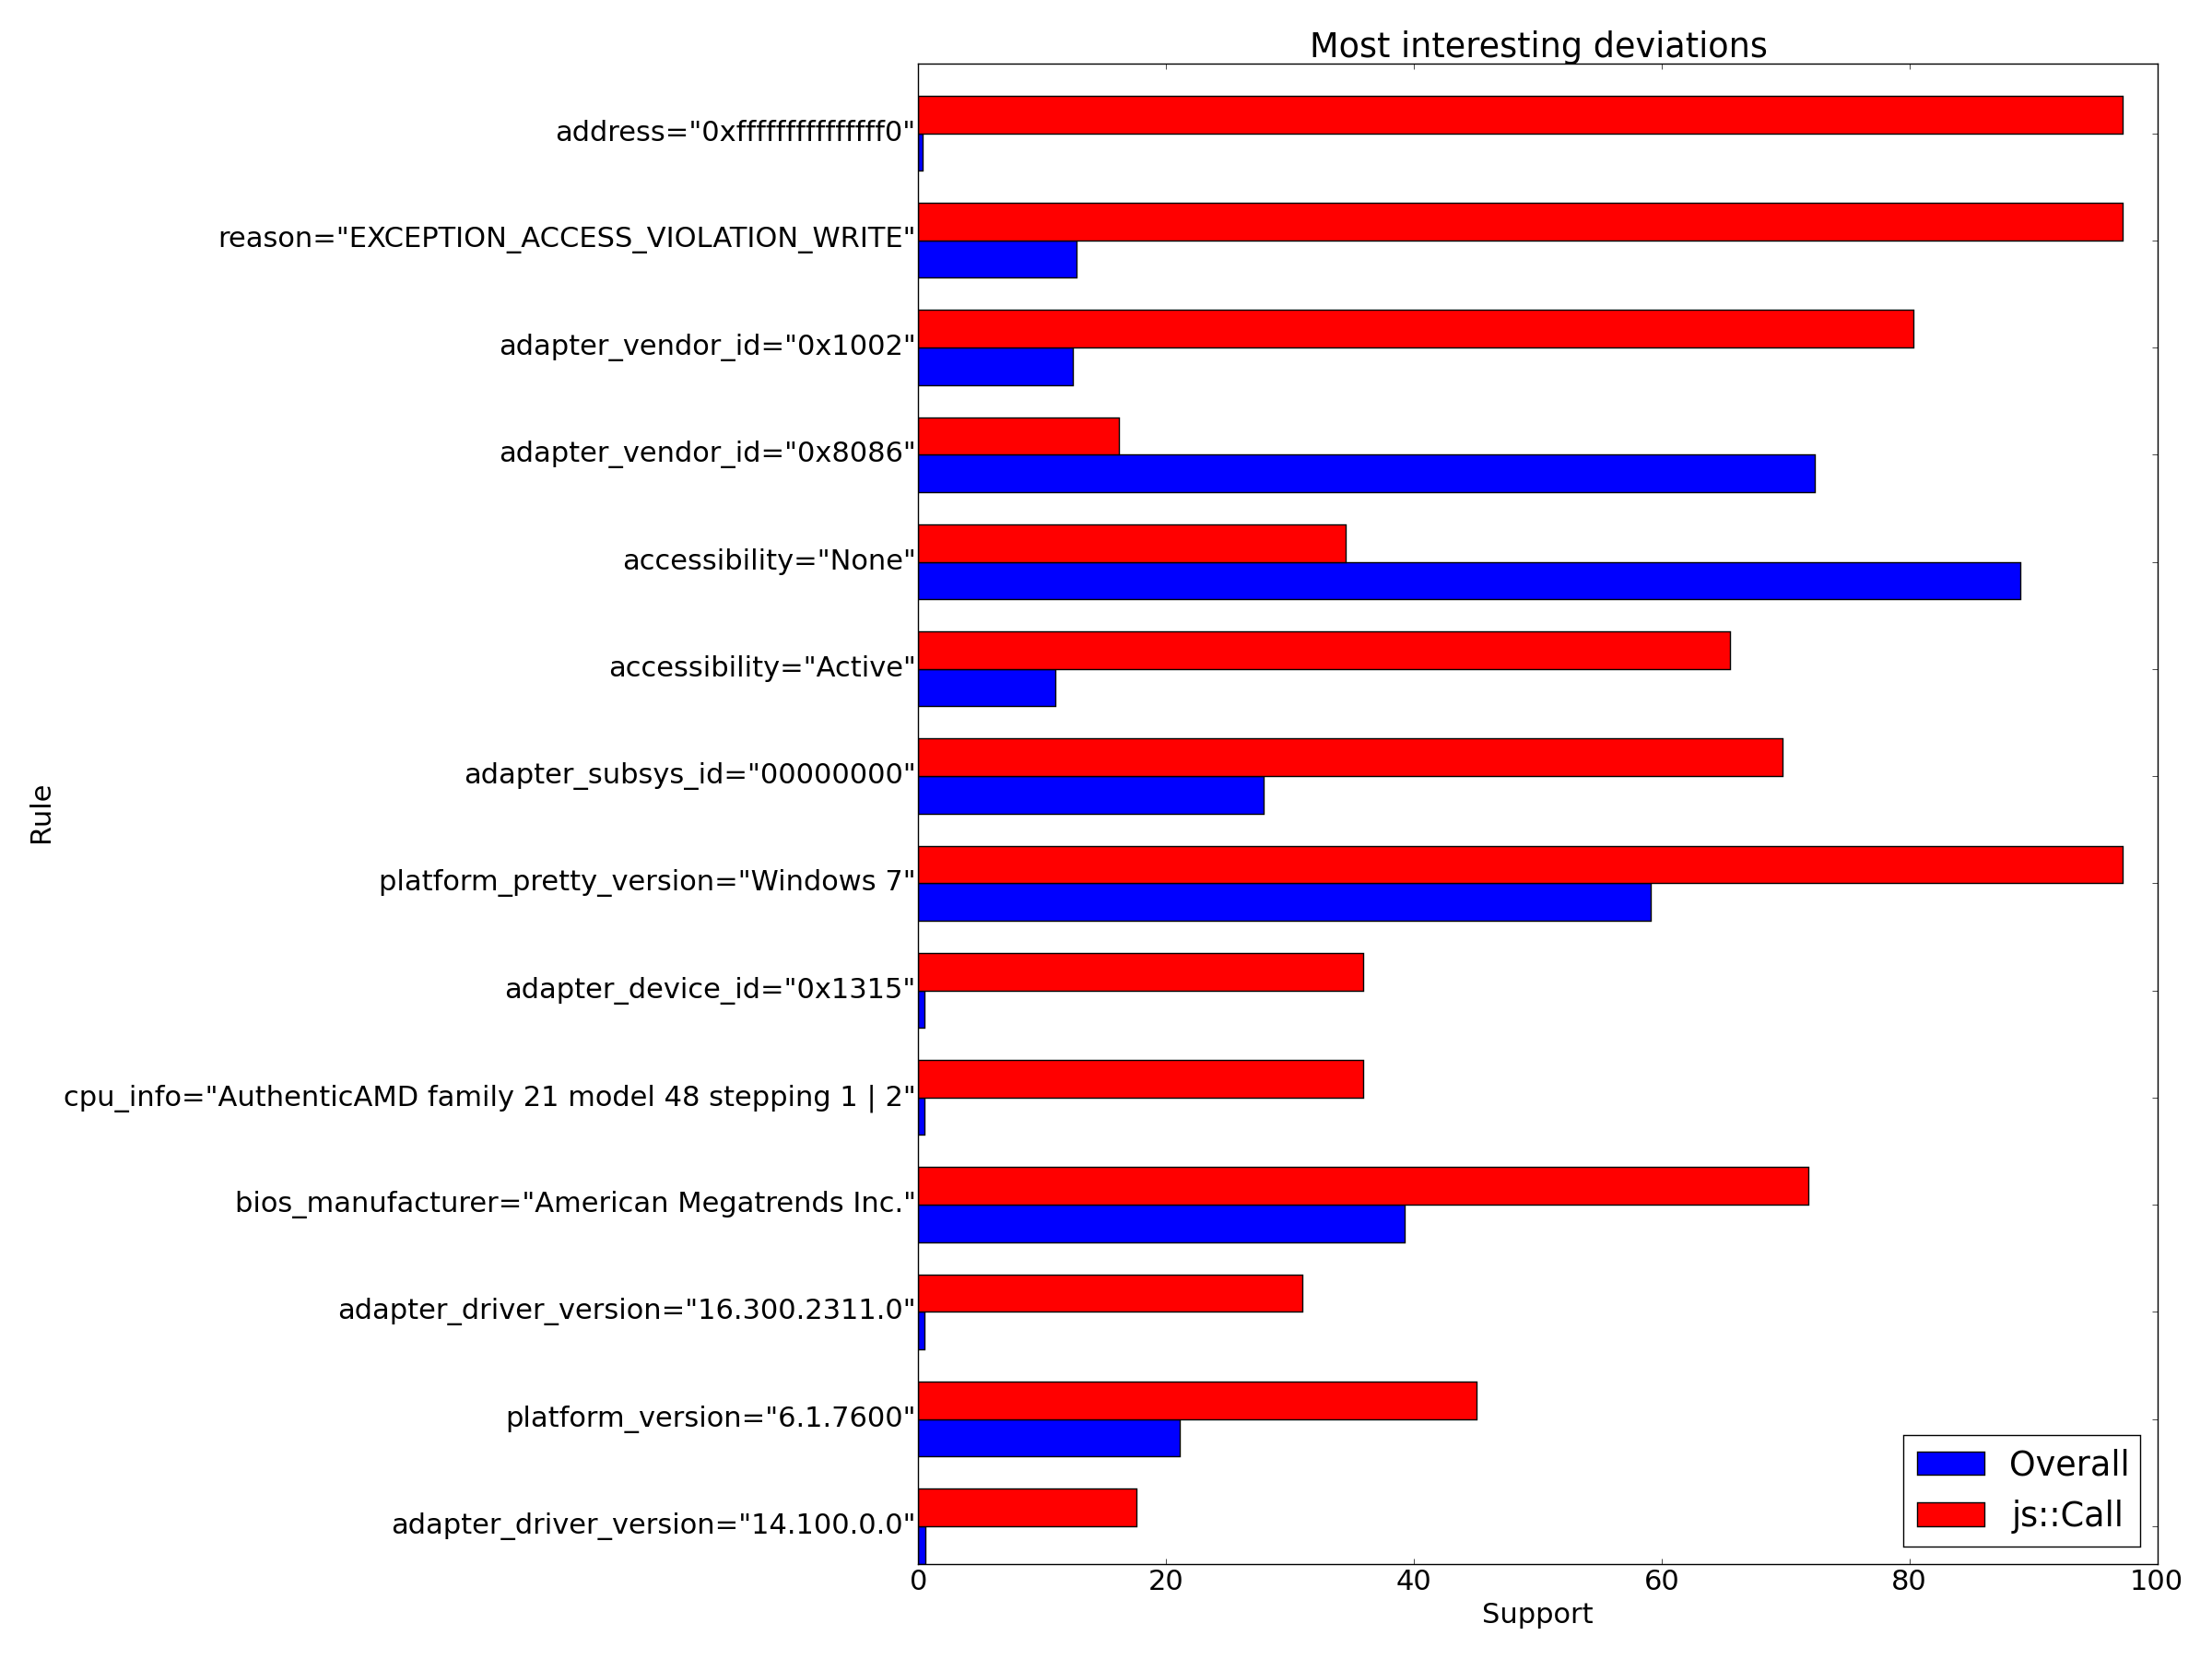 Most interesting deviations
address="0xfffffffffffffff0"
reason="EXCEPTION_ACCESS_VIOLATION_WRITE"
adapter_vendor_id="0x1002"
adapter_vendor_id="0x8086"
accessibility="None"
accessibility="Active"
adapter_subsys_id="00000000"
Rule
platform_pretty_version="Windows 7"
adapter_device_id="0x1315"
cpu_info="AuthenticAMD family 21 model 48 stepping 1 | 2"
bios_manufacturer="American Megatrends Inc."
adapter_driver_version="16.300.2311.0"
platform_version="6.1.7600"
adapter_driver_version="14.100.0.0"
Overall
js::Call
0 20 40 60 80 100
Support